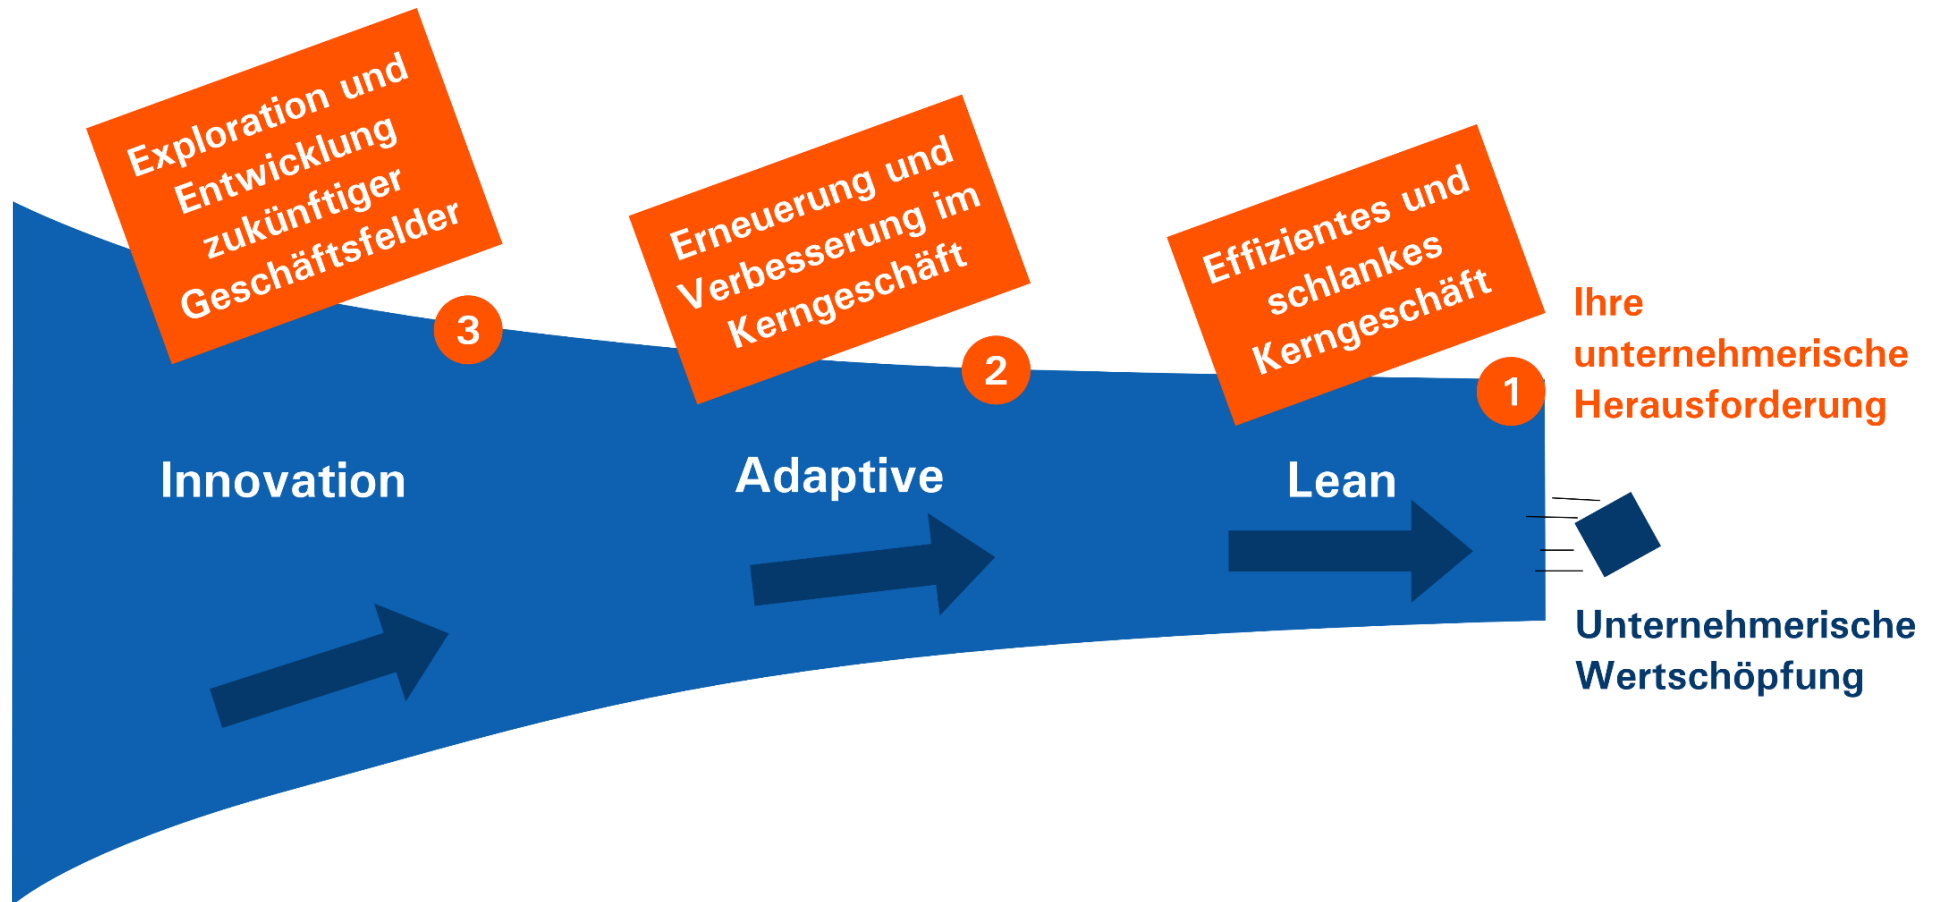 Exploration und
Entwicklung
zukünftiger
Geschäftsfelder
3
Erneuerung und
Verbesserung im
Kerngeschäft
2
Effizientes und
schlankes
Kerngeschäft
1
Ihre
unternehmerische
Herausforderung
Innovation
Adaptive
Lean
Unternehmerische
Wertschöpfung